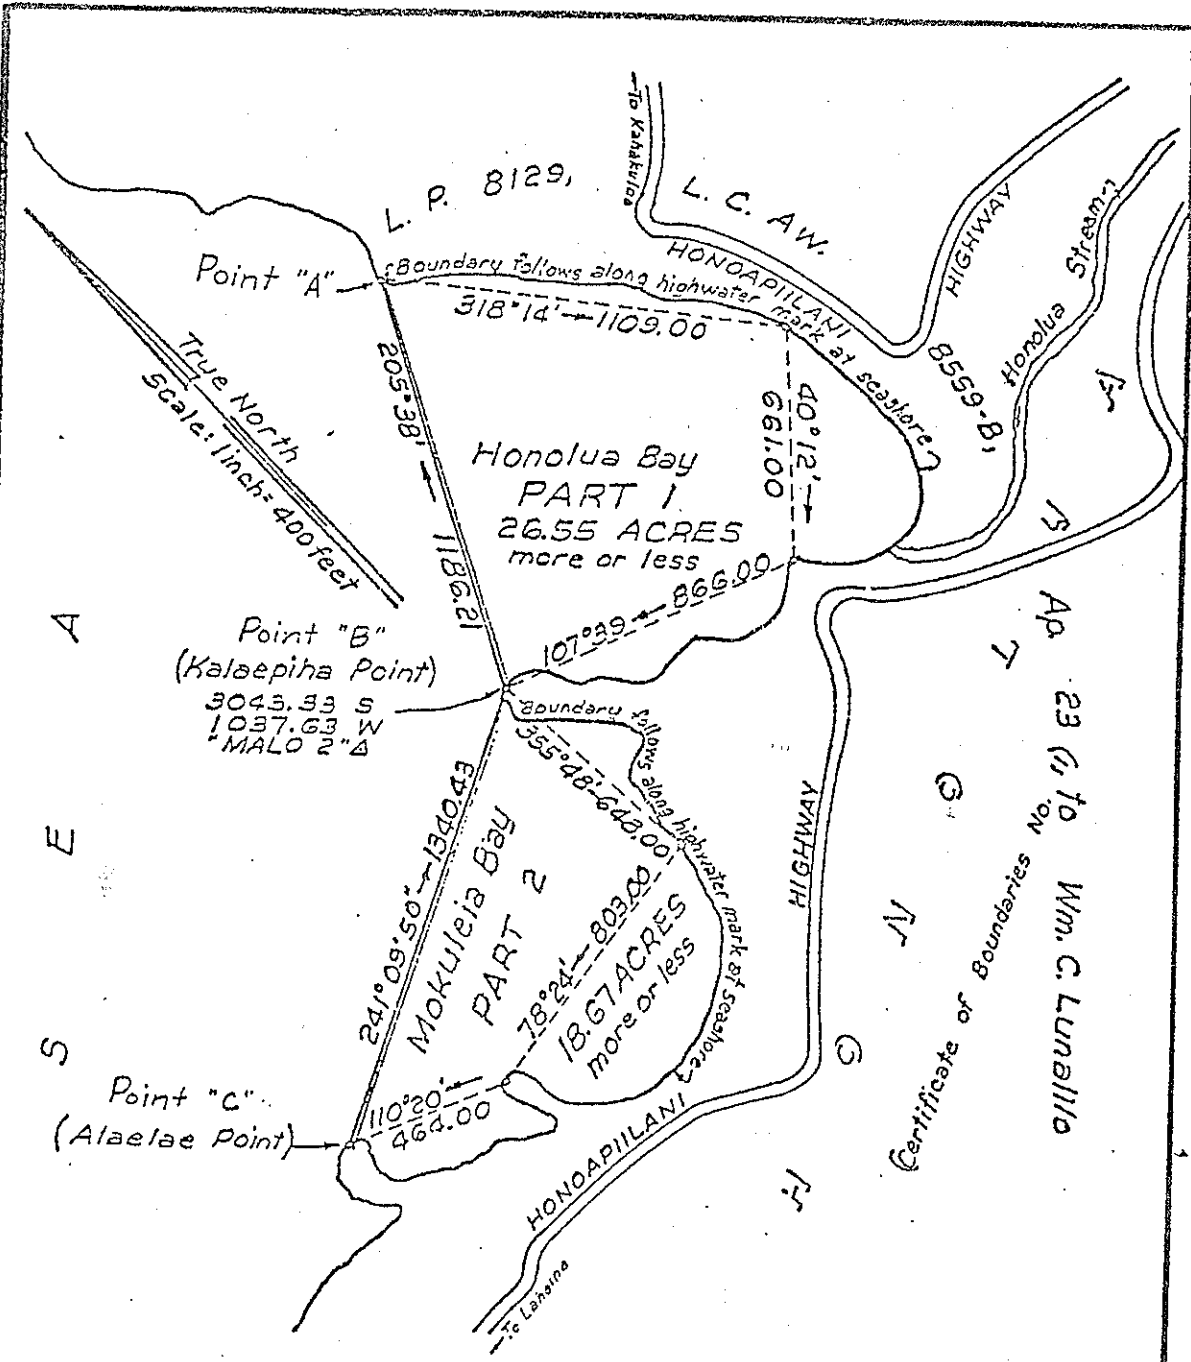 To Kahakuloa
L. P. 8129,
L. C. AW.
8559-B,
Ap 23 to Wm. C. Lunalilo
Certificate of Boundaries No.
HONOAPIILANI
HIGHWAY
Honolua Stream
Point "A"
Boundary follows along highwater mark at seashore
318°14' 1109.00
True North
Scale: 1 inch = 400 feet
205°38' 1186.21
40°12'
661.00
Honolua Bay
PART 1
26.55 ACRES
more or less
107°39' 866.00
Point "B"
(Kalaepiha Point)
3043.33 S
1037.63 W
"MALO 2" Δ
Boundary follows along highwater mark at seashore
355°48' 643.00
HIGHWAY
241°09'50" 1340.43
Mokuleia Bay
PART 2
78°24' 803.00
18.67 ACRES
more or less
Point "C"
(Alaelae Point)
110°20'
464.00
HONOAPIILANI
To Lahaina
S E A